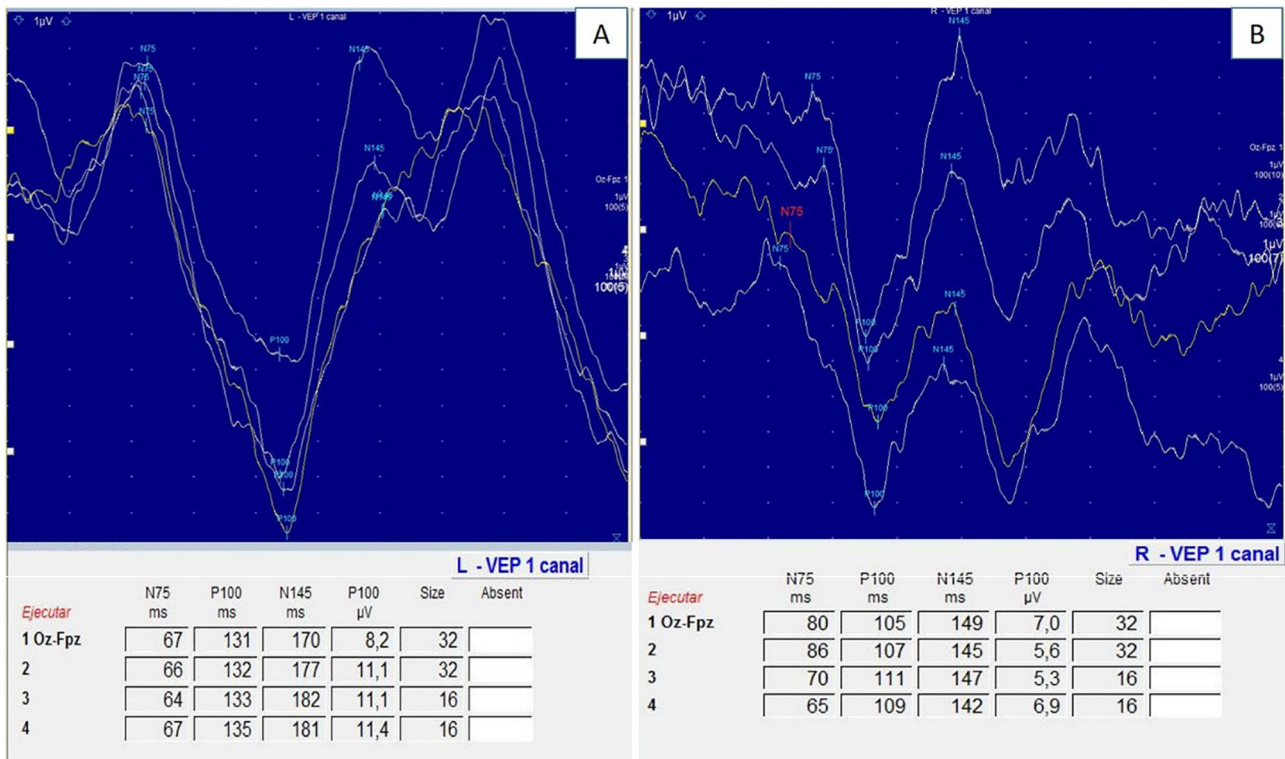 1µV
L - VEP 1 canal
A
N75
N75
N75
N75
N145
N145
N145
P100
P100
P100
P100
Oz-Fpz 1
1µV
100(5)
100(5)
L - VEP 1 canal
N75 P100 N145 P100 Size Absent
Ejecutar ms ms ms µV
1 Oz-Fpz 67 131 170 8,2 32
2 66 132 177 11,1 32
3 64 133 182 11,1 16
4 67 135 181 11,4 16
1µV
R - VEP 1 canal
B
N145
N75
N75
N145
N75
N75
N145
N145
P100
P100
P100
P100
Oz-Fpz 1
1µV
100(10)
2
1µV
100(7)
4
1µV
100(5)
R - VEP 1 canal
N75 P100 N145 P100 Size Absent
Ejecutar ms ms ms µV
1 Oz-Fpz 80 105 149 7,0 32
2 86 107 145 5,6 32
3 70 111 147 5,3 16
4 65 109 142 6,9 16